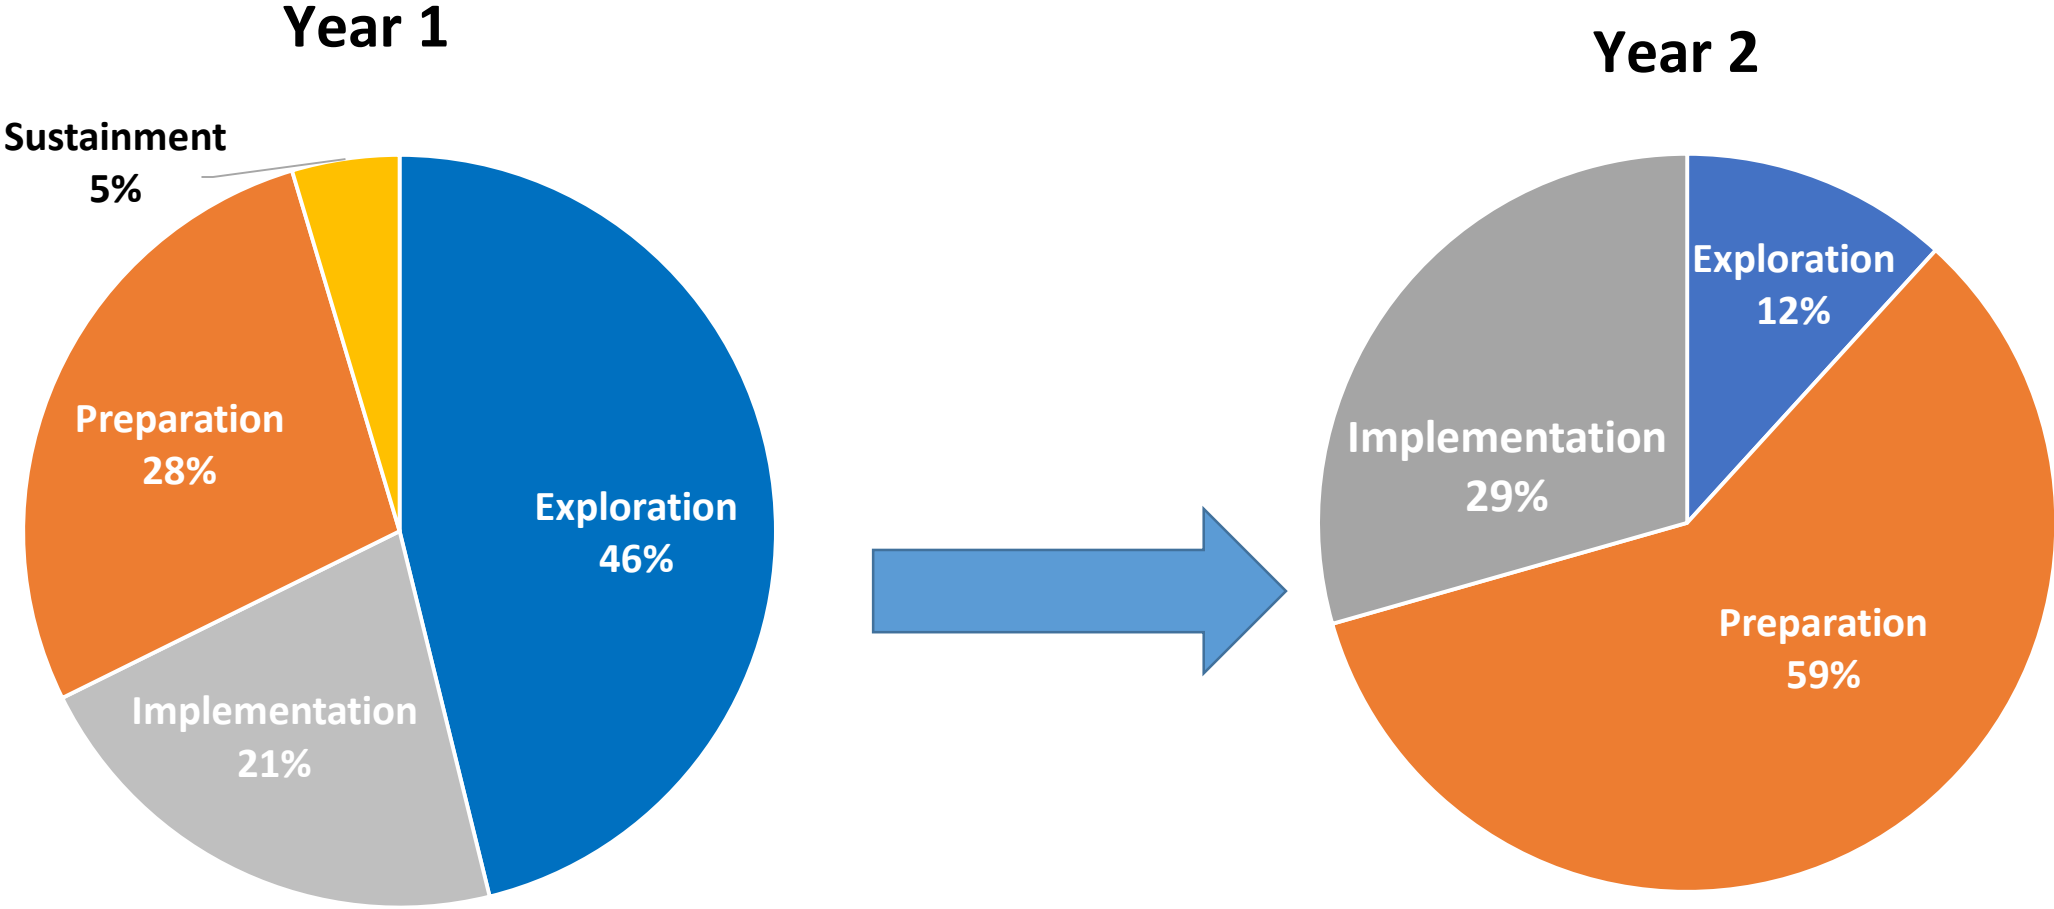 Year 1
Sustainment
5%
Preparation
28%
Exploration
46%
Implementation
21%
Year 2
Exploration
12%
Implementation
29%
Preparation
59%